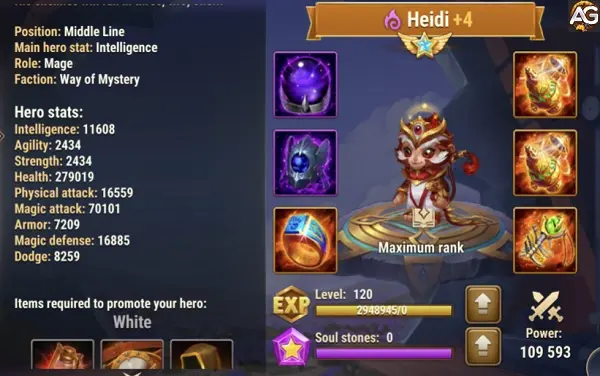 Position: Middle Line
Main hero stat: Intelligence
Role: Mage
Faction: Way of Mystery
Hero stats:
Intelligence: 11608
Agility: 2434
Strength: 2434
Health: 279019
Physical attack: 16559
Magic attack: 70101
Armor: 7209
Magic defense: 16885
Dodge: 8259
Items required to promote your hero:
White
Heidi +4
AG
Maximum rank
EXP
Level: 120
2948945/0
Soul stones: 0
Power:
109 593